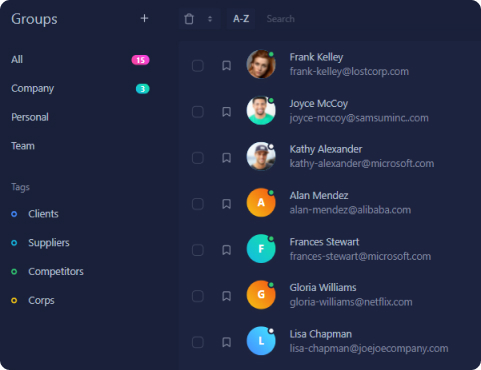 Groups +
All 15
Company 3
Personal
Team
Tags
Clients
Suppliers
Competitors
Corps
A-Z Search
Frank Kelley
frank-kelley@lostcorp.com
Joyce McCoy
joyce-mccoy@samsuminc..com
Kathy Alexander
kathy-alexander@microsoft.com
A Alan Mendez
alan-mendez@alibaba.com
F Frances Stewart
frances-stewart@microsoft.com
G Gloria Williams
gloria-williams@netflix.com
L Lisa Chapman
lisa-chapman@joejoecompany.com